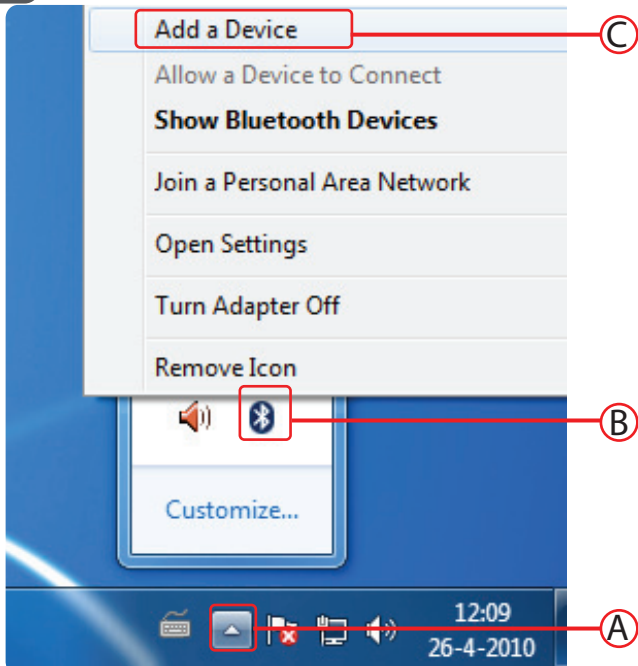 Add a Device
C
Allow a Device to Connect
Show Bluetooth Devices
Join a Personal Area Network
Open Settings
Turn Adapter Off
Remove Icon
B
Customize...
12:09
A
26-4-2010